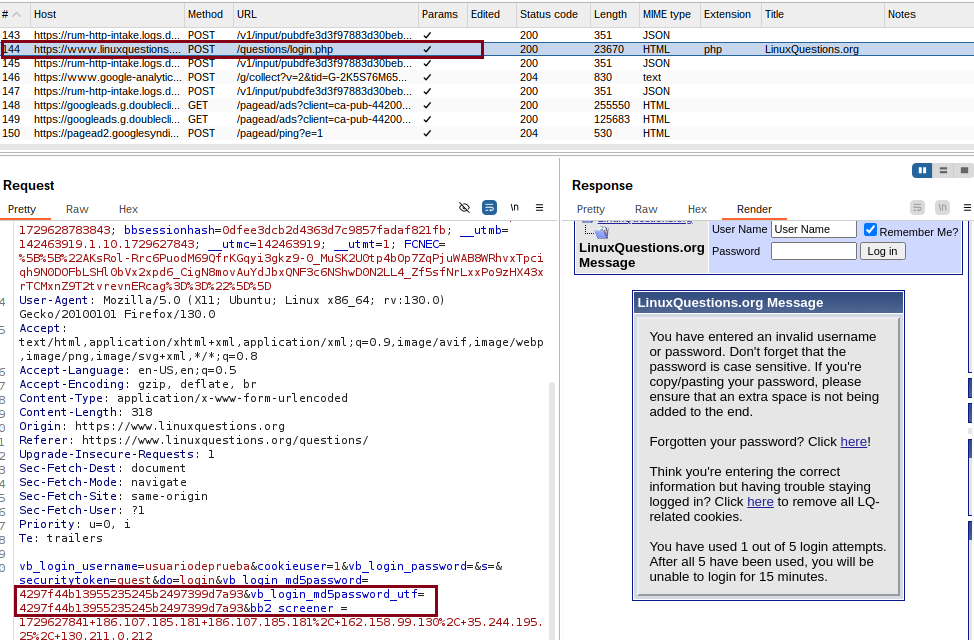 # Host Method URL Params Edited Status code Length MIME type Extension Title Notes
143 https://rum-http-intake.logs.d... POST /v1/input/pubdfe3d3f97883d30beb... ✓ 200 351 JSON
144 https://www.linuxquestions.... POST /questions/login.php ✓ 200 23670 HTML php LinuxQuestions.org
145 https://rum-http-intake.logs.d... POST /v1/input/pubdfe3d3f97883d30beb... ✓ 200 351 JSON
146 https://www.google-analytic... POST /g/collect?v=2&tid=G-2K5S76M65... ✓ 204 830 text
147 https://rum-http-intake.logs.d... POST /v1/input/pubdfe3d3f97883d30beb... ✓ 200 351 JSON
148 https://googleads.g.doublecli... GET /pagead/ads?client=ca-pub-44200... ✓ 200 255550 HTML
149 https://googleads.g.doublecli... GET /pagead/ads?client=ca-pub-44200... ✓ 200 125683 HTML
150 https://pagead2.googlesyndi... POST /pagead/ping?e=1 ✓ 204 530 HTML
Request
Pretty Raw Hex
\n
1729628783843; bbsessionhash=0dfee3dcb2d4363d7c9857fadaf821fb; __utmb=
142463919.1.10.1729627843; __utmc=142463919; __utmt=1; FCNEC=
%5B%5B%22AKsRol-Rrc6PuodM69QfrKGqyi3gkz9-0_MuSK2U0tp4bOp7ZqPjuWAB8WRhvxTpci
qh9N0DOFbLSHlObVx2xpd6_CigN8movAuYdJbxQNF3c6NShwD0N2LL4_Zf5sfNrLxxPo9zHX43x
rTCMxnZ9T2tvrevnERcag%3D%3D%22%5D%5D
User-Agent: Mozilla/5.0 (X11; Ubuntu; Linux x86_64; rv:130.0)
Gecko/20100101 Firefox/130.0
Accept:
text/html,application/xhtml+xml,application/xml;q=0.9,image/avif,image/webp
,image/png,image/svg+xml,*/*;q=0.8
Accept-Language: en-US,en;q=0.5
Accept-Encoding: gzip, deflate, br
Content-Type: application/x-www-form-urlencoded
Content-Length: 318
Origin: https://www.linuxquestions.org
Referer: https://www.linuxquestions.org/questions/
Upgrade-Insecure-Requests: 1
Sec-Fetch-Dest: document
Sec-Fetch-Mode: navigate
Sec-Fetch-Site: same-origin
Sec-Fetch-User: ?1
Priority: u=0, i
Te: trailers
vb_login_username=usuariodeprueba&cookieuser=1&vb_login_password=&s=&
securitytoken=guest&do=login&vb_login_md5password=
4297f44b13955235245b2497399d7a93&vb_login_md5password_utf=
4297f44b13955235245b2497399d7a93&bb2_screener_=
1729627841+186.107.185.181+186.107.185.181%2C+162.158.99.130%2C+35.244.195.
25%2C+130.211.0.212
Response
Pretty Raw Hex Render
\n
LinuxQuestions.org
Message
User Name User Name Remember Me?
Password Log in
LinuxQuestions.org Message
You have entered an invalid username
or password. Don't forget that the
password is case sensitive. If you're
copy/pasting your password, please
ensure that an extra space is not being
added to the end.
Forgotten your password? Click here!
Think you're entering the correct
information but having trouble staying
logged in? Click here to remove all LQ-
related cookies.
You have used 1 out of 5 login attempts.
After all 5 have been used, you will be
unable to login for 15 minutes.